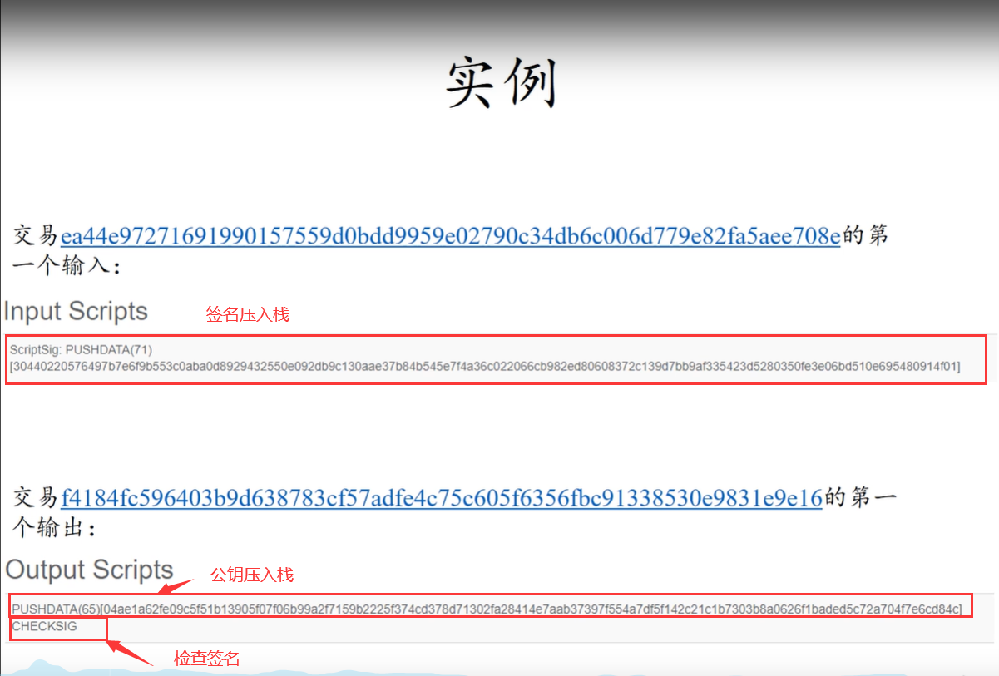 实例
交易ea44e97271691990157559d0bdd9959e02790c34db6c006d779e82fa5aee708e的第
一个输入：
Input Scripts
签名压入栈
ScriptSig: PUSHDATA(71)
[30440220576497b7e6f9b553c0aba0d8929432550e092db9c130aae37b84b545e7f4a36c022066cb982ed80608372c139d7bb9af335423d5280350fe3e06bd510e695480914f01]
交易f4184fc596403b9d638783cf57adfe4c75c605f6356fbc91338530e9831e9e16的第一
个输出：
Output Scripts
公钥压入栈
PUSHDATA(65)[04ae1a62fe09c5f51b13905f07f06b99a2f7159b2225f374cd378d71302fa28414e7aab37397f554a7df5f142c21c1b7303b8a0626f1baded5c72a704f7e6cd84c]
CHECKSIG
检查签名